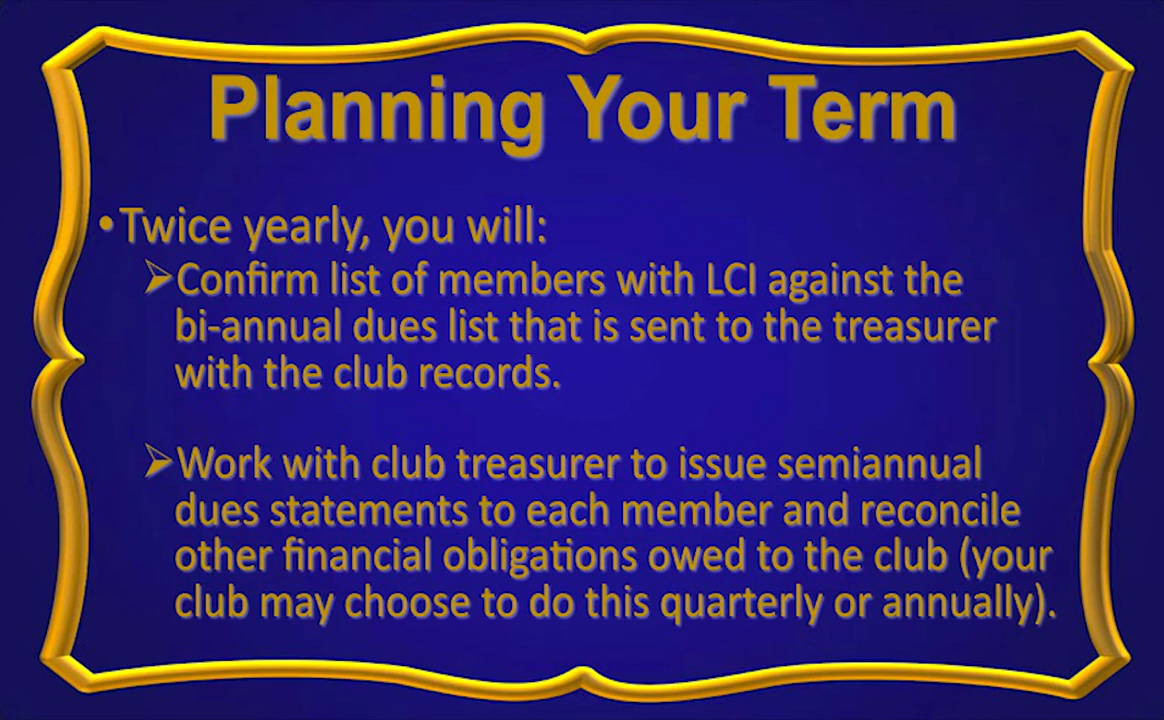 Planning Your Term
•Twice yearly, you will:
➢Confirm list of members with LCI against the
bi-annual dues list that is sent to the treasurer
with the club records.
➢Work with club treasurer to issue semiannual
dues statements to each member and reconcile
other financial obligations owed to the club (your
club may choose to do this quarterly or annually).